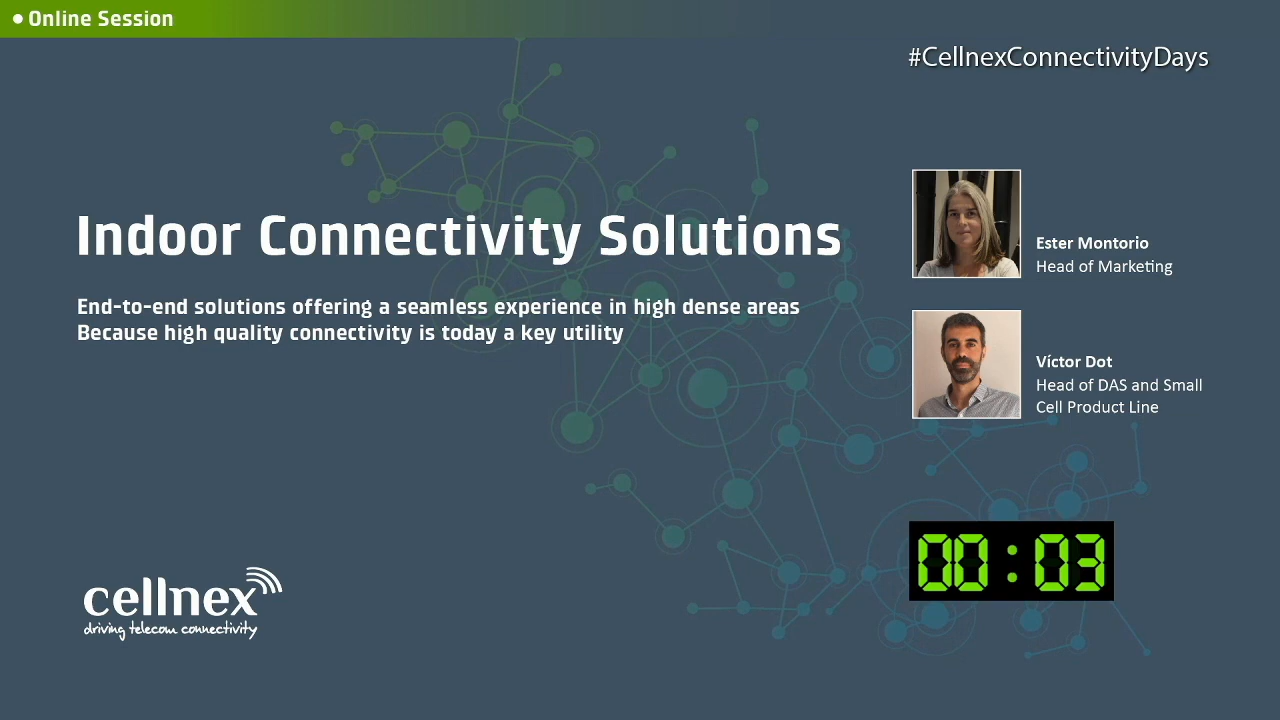 Online Session
#CellnexConnectivityDays
Indoor Connectivity Solutions
End-to-end solutions offering a seamless experience in high dense areas
Because high quality connectivity is today a key utility
Ester Montorio
Head of Marketing
Víctor Dot
Head of DAS and Small
Cell Product Line
00:03
cellnex
driving telecom connectivity